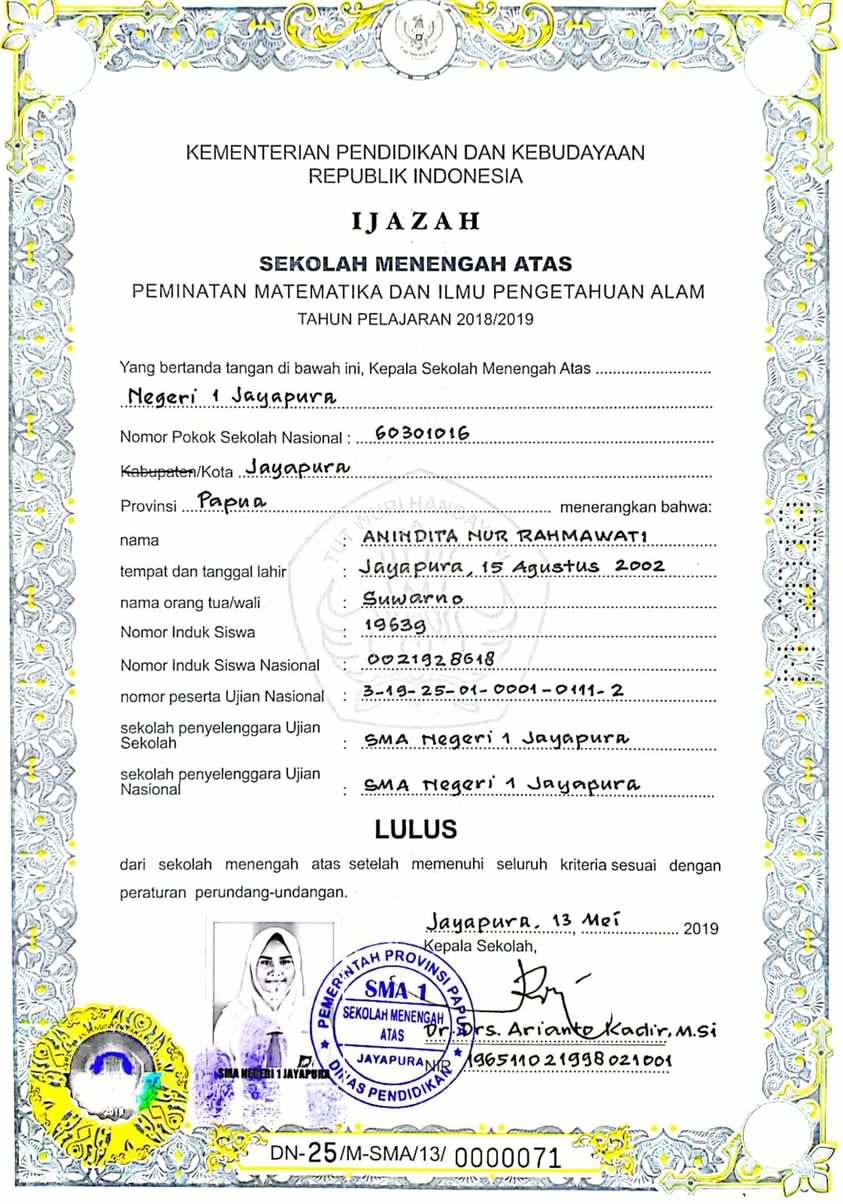 KEMENTERIAN PENDIDIKAN DAN KEBUDAYAAN
REPUBLIK INDONESIA
IJAZAH
SEKOLAH MENENGAH ATAS
PEMINATAN MATEMATIKA DAN ILMU PENGETAHUAN ALAM
TAHUN PELAJARAN 2018/2019
Yang bertanda tangan di bawah ini, Kepala Sekolah Menengah Atas
Negeri 1 Jayapura
Nomor Pokok Sekolah Nasional : 60301016
Kabupaten/Kota Jayapura
Provinsi Papua menerangkan bahwa:
TUT WURI HANDAYANI
nama : ANINDITA NUR RAHMAWATI
tempat dan tanggal lahir : Jayapura, 15 Agustus 2002
nama orang tua/wali : Suwarno
Nomor Induk Siswa : 19639
Nomor Induk Siswa Nasional : 0021928618
nomor peserta Ujian Nasional : 3-19-25-01-0001-0111-2
sekolah penyelenggara Ujian
Sekolah : SMA Negeri 1 Jayapura
sekolah penyelenggara Ujian
Nasional : SMA Negeri 1 Jayapura
LULUS
dari sekolah menengah atas setelah memenuhi seluruh kriteria sesuai dengan
peraturan perundang-undangan.
Jayapura, 13 Mei 2019
Kepala Sekolah,
PEMERINTAH PROVINSI PAPUA
SMA 1
SEKOLAH MENENGAH
ATAS
JAYAPURA
DINAS PENDIDIKAN
Dr. Drs. Arianto Kadir, M.Si
NIP 196511021998021001
SMA NEGERI 1 JAYAPURA
DN-25/M-SMA/13/ 0000071